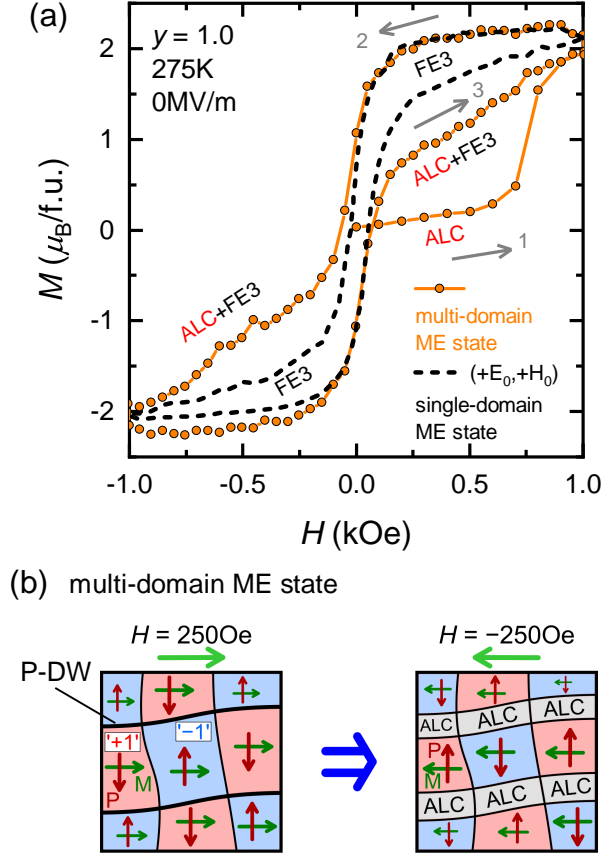 (a)
y = 1.0
275K
0MV/m
2
FE3
3
ALC+FE3
ALC
1
ALC+FE3
FE3
multi-domain
ME state
(+E₀,+H₀)
single-domain
ME state
M (μB/f.u.)
2
1
0
-1
-2
-1.0 -0.5 0.0 0.5 1.0
H (kOe)
(b) multi-domain ME state
H = 250Oe H = −250Oe
P-DW
'+1' '−1'
M
P
ALC ALC ALC
P
M
ALC ALC ALC